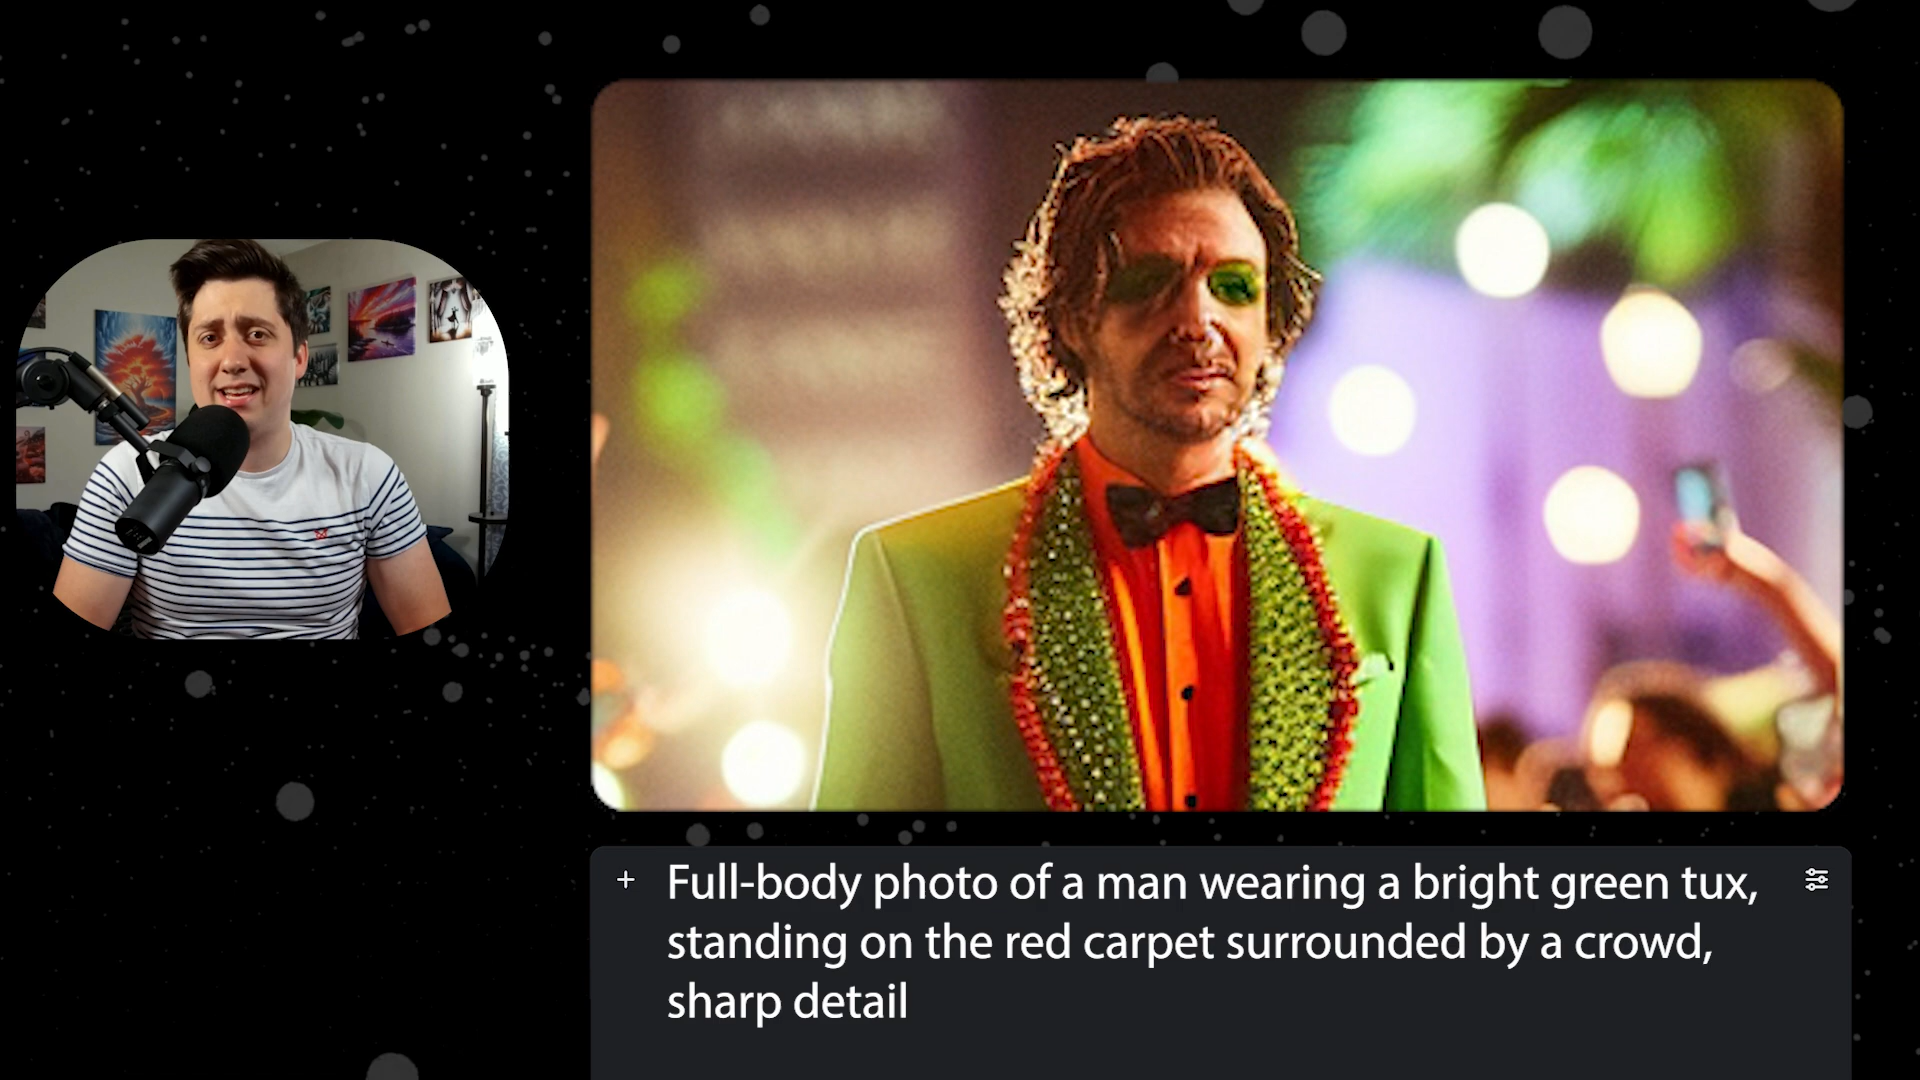 Full-body photo of a man wearing a bright green tux,
standing on the red carpet surrounded by a crowd,
sharp detail